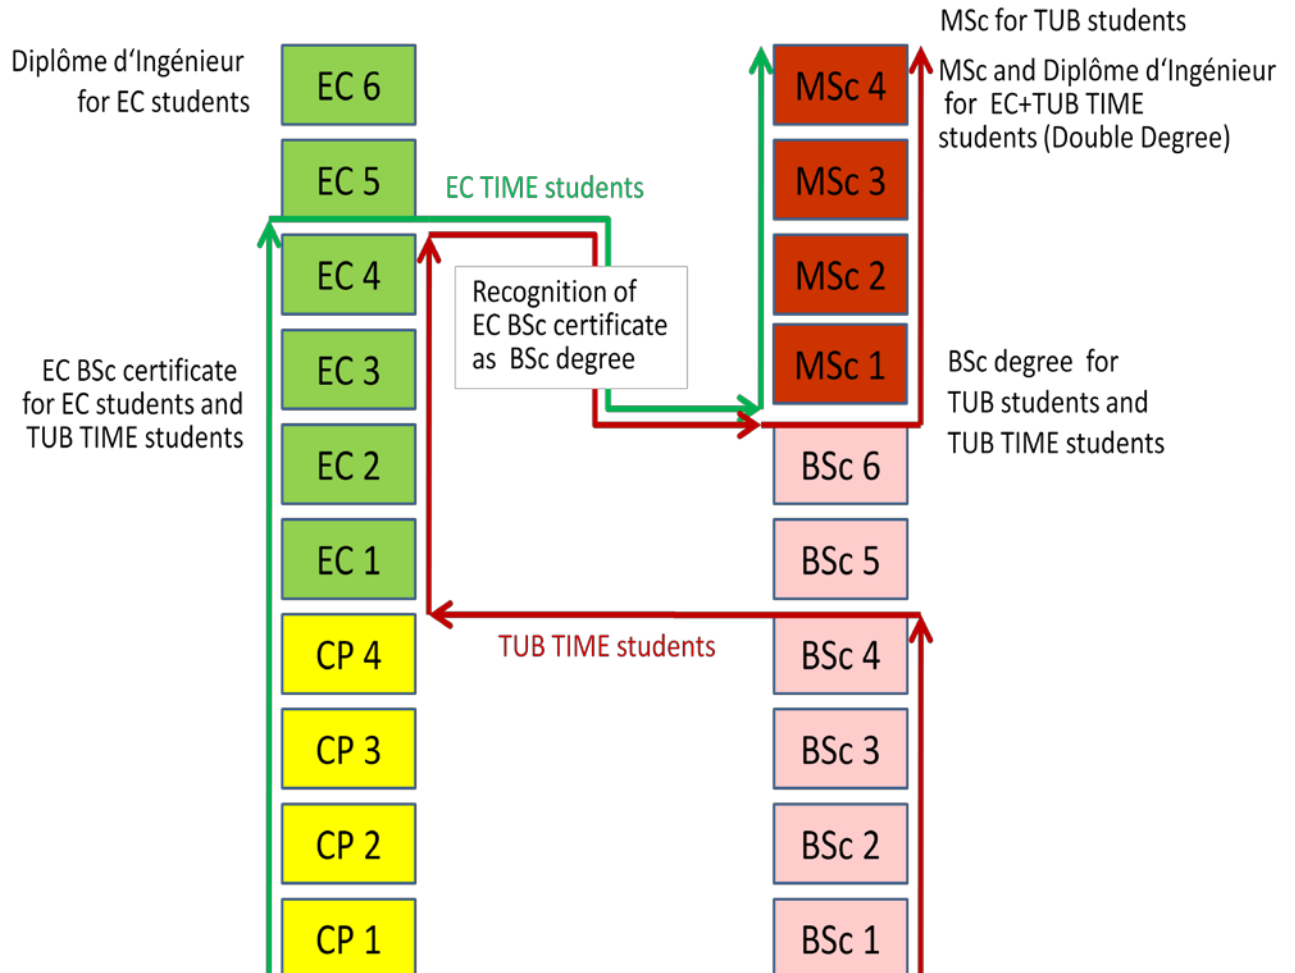 MSc for TUB students
Diplôme d‘Ingénieur
for EC students
MSc and Diplôme d‘Ingénieur
for EC+TUB TIME
students (Double Degree)
EC 6
MSc 4
EC 5
EC TIME students
MSc 3
EC 4
Recognition of
EC BSc certificate
as BSc degree
MSc 2
EC BSc certificate
for EC students and
TUB TIME students
EC 3
MSc 1
BSc degree for
TUB students and
TUB TIME students
EC 2
BSc 6
EC 1
BSc 5
CP 4
TUB TIME students
BSc 4
CP 3
BSc 3
CP 2
BSc 2
CP 1
BSc 1